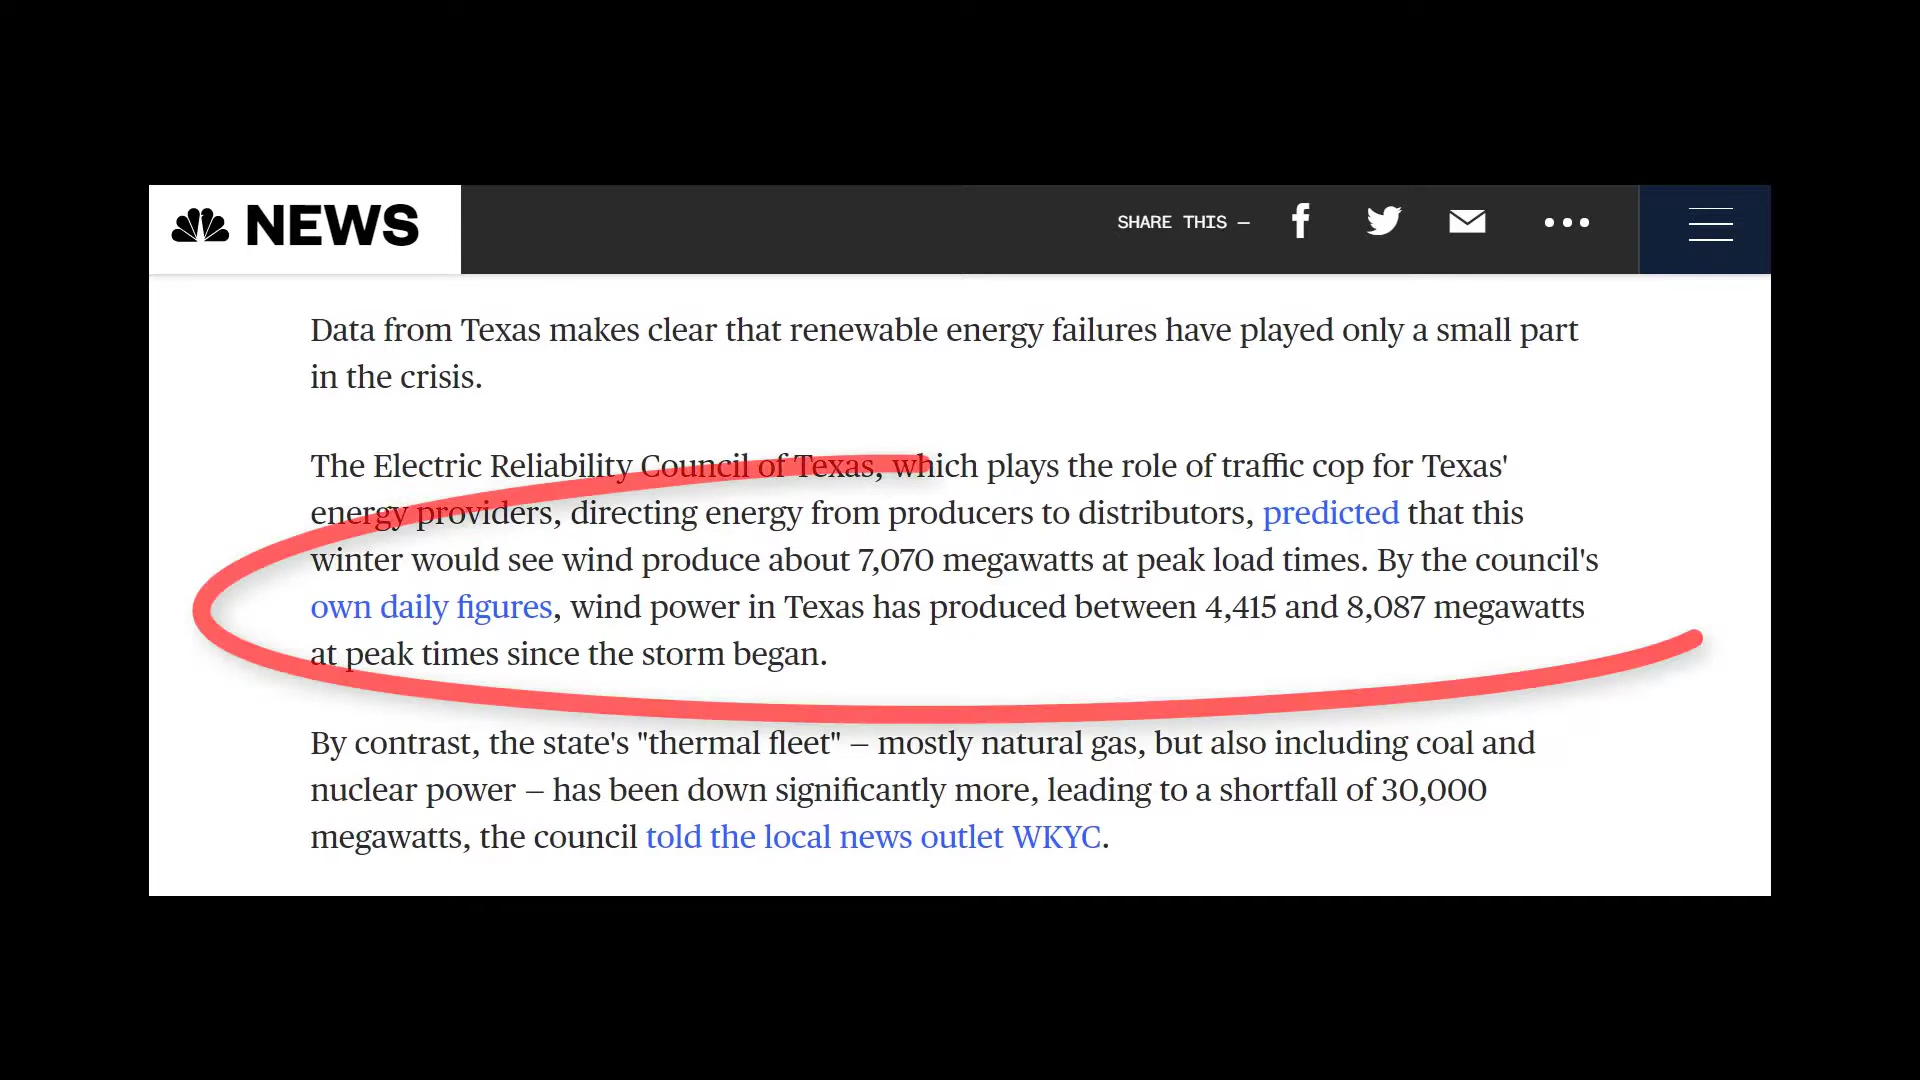 NEWS
SHARE THIS —
Data from Texas makes clear that renewable energy failures have played only a small part
in the crisis.
The Electric Reliability Council of Texas, which plays the role of traffic cop for Texas'
energy providers, directing energy from producers to distributors, predicted that this
winter would see wind produce about 7,070 megawatts at peak load times. By the council's
own daily figures, wind power in Texas has produced between 4,415 and 8,087 megawatts
at peak times since the storm began.
By contrast, the state's "thermal fleet" — mostly natural gas, but also including coal and
nuclear power — has been down significantly more, leading to a shortfall of 30,000
megawatts, the council told the local news outlet WKYC.